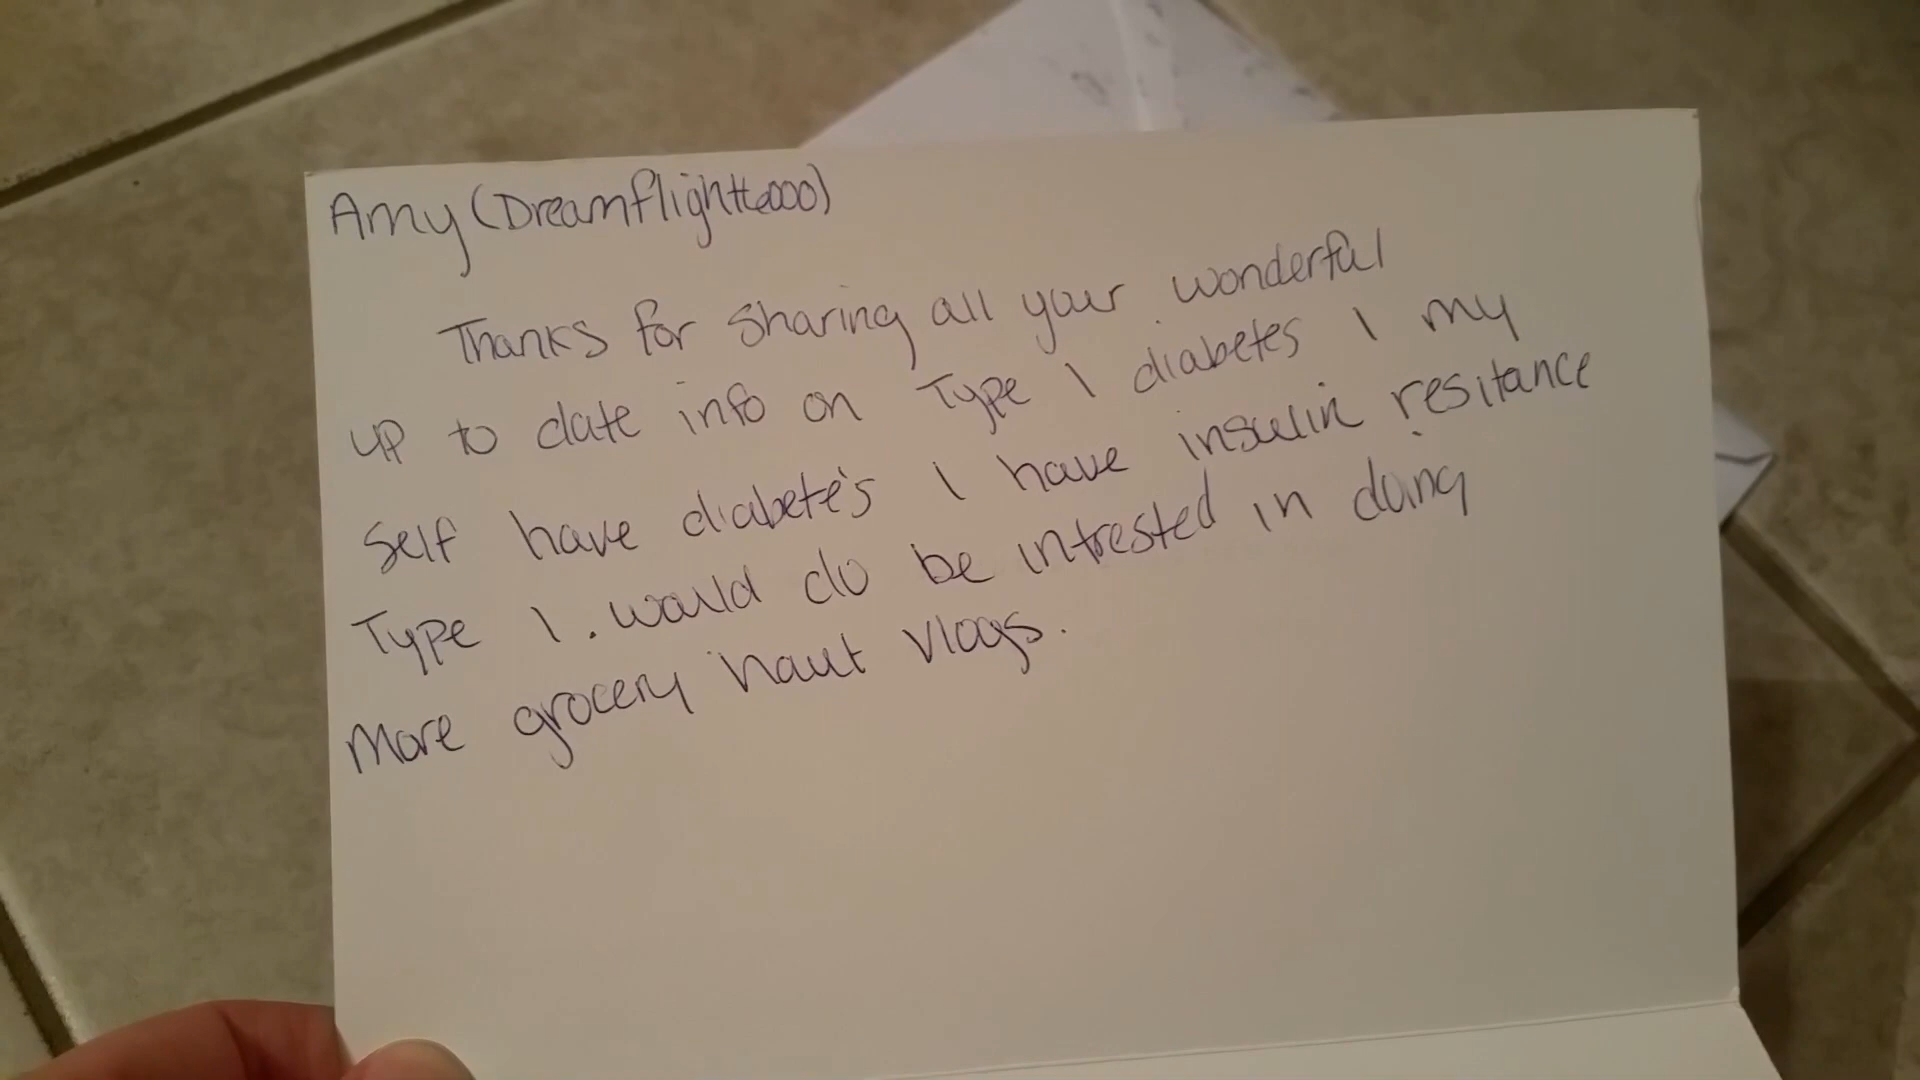 Amy (Dreamflight2000)
Thanks for sharing all your wonderful
up to date info on Type 1 diabetes I my
self have diabete's I have insulin resitance
Type 1. would do be intrested in doing
more grocery haul vlogs.